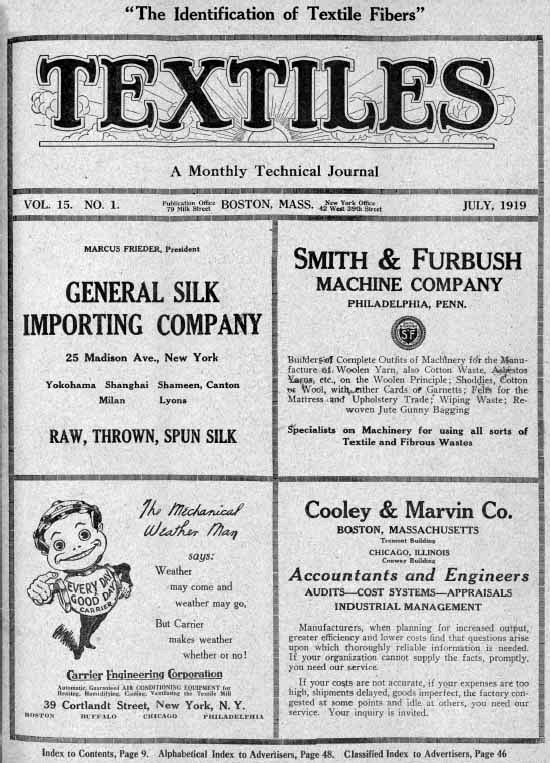 "The Identification of Textile Fibers"
TEXTILES
A Monthly Technical Journal
VOL. 15. NO. 1.
Publication Office
79 Milk Street
BOSTON, MASS.
New York Office
42 West 39th Street
JULY, 1919
MARCUS FRIEDER, President
GENERAL SILK
IMPORTING COMPANY
25 Madison Ave., New York
Yokohama Shanghai Shameen, Canton
Milan Lyons
RAW, THROWN, SPUN SILK
SMITH & FURBUSH
MACHINE COMPANY
PHILADELPHIA, PENN.
SF
Builders of Complete Outfits of Machinery for the Manu-
facture of Woolen Yarn, also Cotton Waste, Asbestos
Yarns, etc., on the Woolen Principle; Shoddies, Cotton
or Wool, with either Cards or Garnetts; Felts for the
Mattress and Upholstery Trade; Wiping Waste; Re-
woven Jute Gunny Bagging
Specialists on Machinery for using all sorts of
Textile and Fibrous Wastes
The Mechanical
Weather Man
says:
Weather
may come and
weather may go,
But Carrier
makes weather
whether or no!
EVERY DAY
A GOOD DAY
CARRIER
Carrier Engineering Corporation
Automatic, Guaranteed AIR CONDITIONING EQUIPMENT for
Heating, Humidifying, Cooling, Ventilating the Textile Mill
39 Cortlandt Street, New York, N. Y.
BOSTON BUFFALO CHICAGO PHILADELPHIA
Cooley & Marvin Co.
BOSTON, MASSACHUSETTS
Tremont Building
CHICAGO, ILLINOIS
Conway Building
Accountants and Engineers
AUDITS—COST SYSTEMS—APPRAISALS
INDUSTRIAL MANAGEMENT
Manufacturers, when planning for increased output,
greater efficiency and lower costs find that questions arise
upon which thoroughly reliable information is needed.
If your organization cannot supply the facts, promptly,
you need our service.
If your costs are not accurate, if your expenses are too
high, shipments delayed, goods imperfect, the factory con-
gested at some points and idle at others, you need our
service. Your inquiry is invited.
Index to Contents, Page 9. Alphabetical Index to Advertisers, Page 48. Classified Index to Advertisers, Page 46